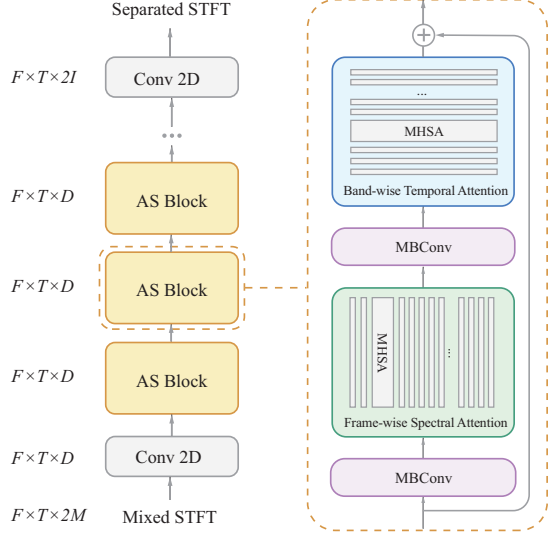 Separated STFT
F×T×2I
Conv 2D
...
F×T×D
AS Block
F×T×D
AS Block
F×T×D
AS Block
F×T×D
Conv 2D
F×T×2M
Mixed STFT
+
...
MHSA
Band-wise Temporal Attention
MBConv
MHSA
...
Frame-wise Spectral Attention
MBConv